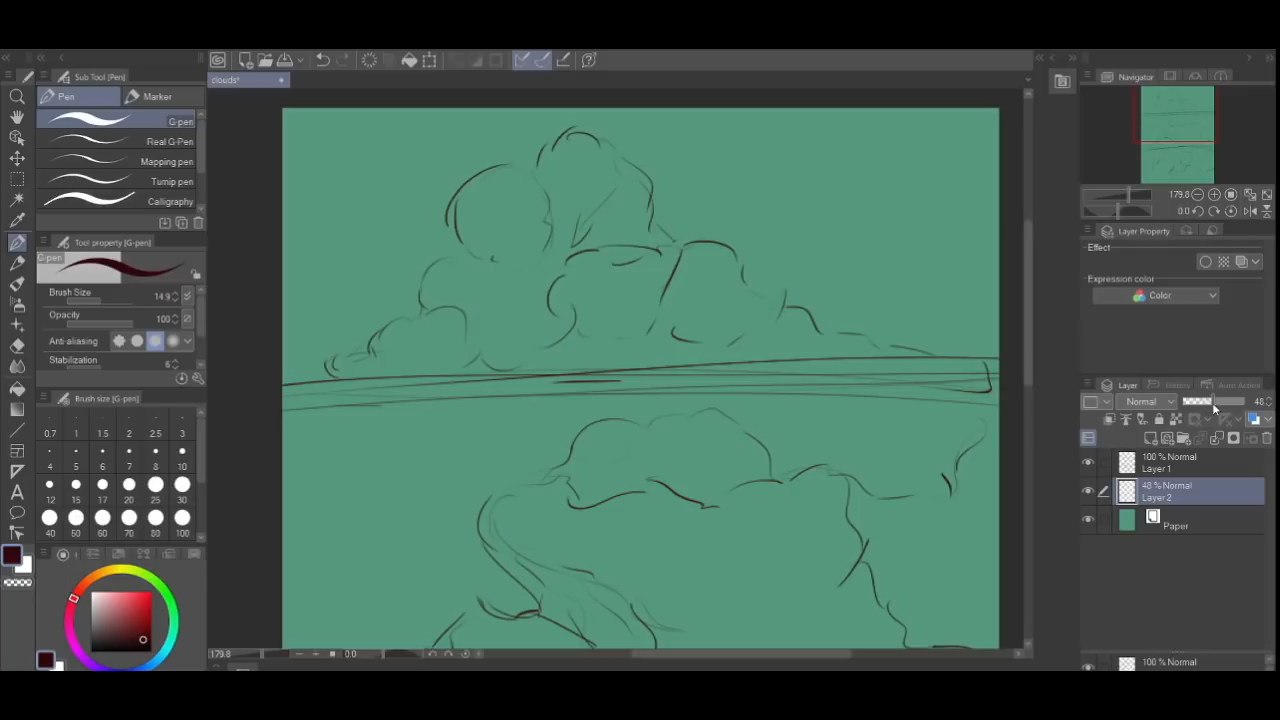 Sub Tool [Pen]
clouds*
Navigator
Pen
Marker
G-pen
Real G-Pen
Mapping pen
Turnip pen
Calligraphy
179.8
0.0
Tool property [G-pen]
Layer Property
G-pen
Effect
Brush Size 14.9
Expression color
Color
Opacity 100
Anti-aliasing
Stabilization 6
Layer
History
Auto Action
Brush size [G-pen]
Normal 48
0.7 1 1.5 2 2.5 3
4 5 6 7 8 10
12 15 17 20 25 30
40 50 60 70 80 100
100 % Normal
Layer 1
48 % Normal
Layer 2
Paper
179.8 0.0
100 % Normal